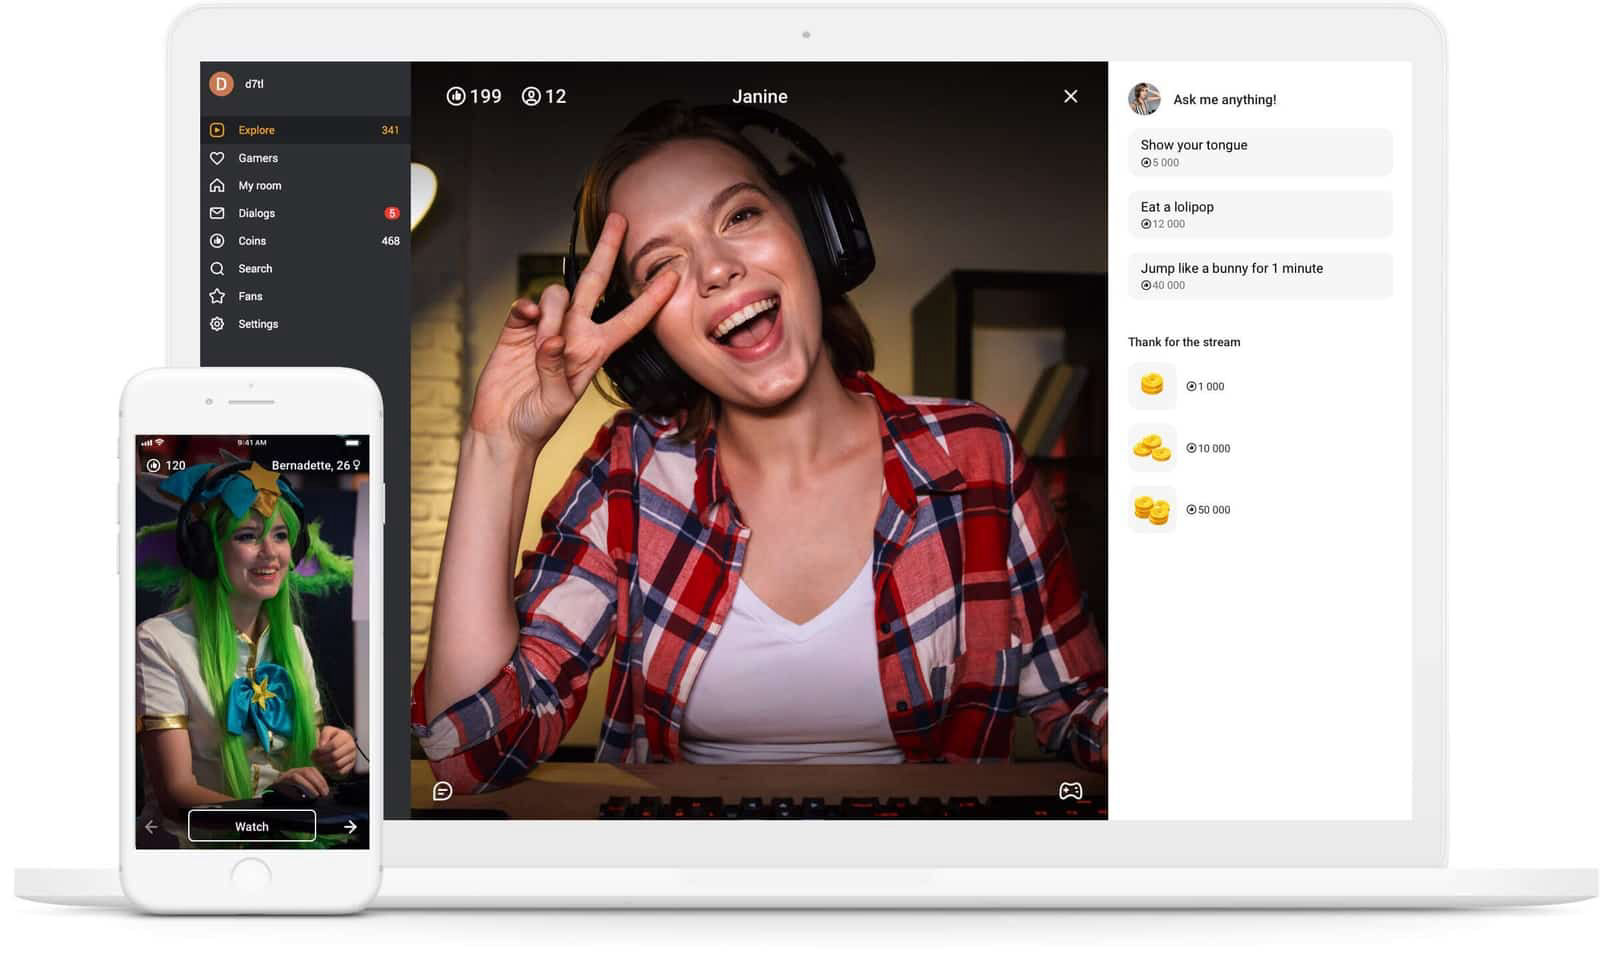 D d7tl
Explore 341
Gamers
My room
Dialogs 5
Coins 468
Search
Fans
Settings
199 12 Janine
Ask me anything!
Show your tongue
5 000
Eat a lolipop
12 000
Jump like a bunny for 1 minute
40 000
Thank for the stream
1 000
10 000
50 000
9:41 AM
120 Bernadette, 26
Watch